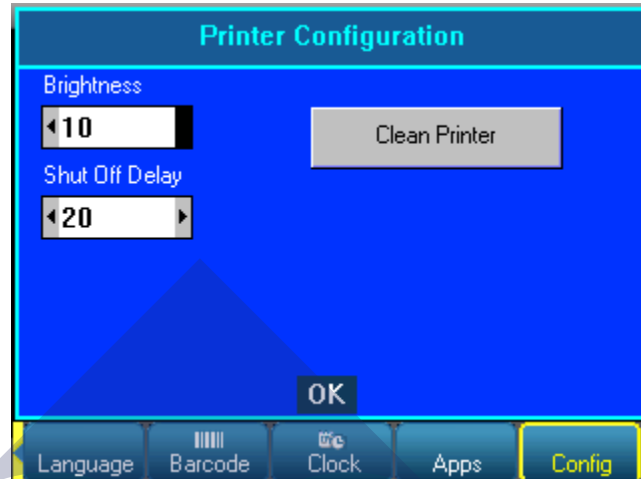 Printer Configuration
Brightness
10
Clean Printer
Shut Off Delay
20
OK
Language Barcode Clock Apps Config